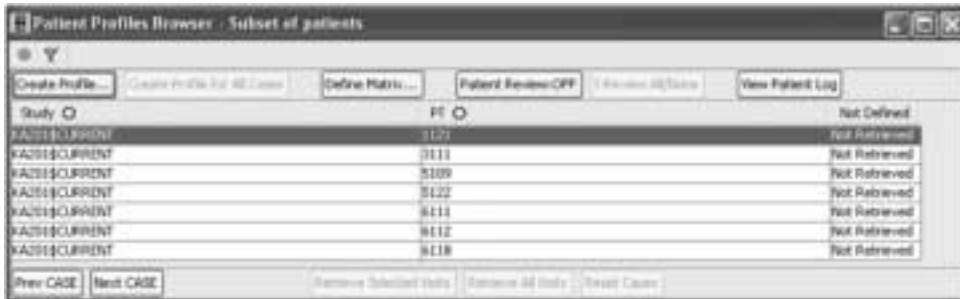 Patient Profiles Browser - Subset of patients
Create Profile... Create Profile for All Cases Define Matrix... Patient Review:OFF View Patient Log
Study PT Not Defined
KA201$CURRENT 1121 Not Retrieved
KA201$CURRENT 3111 Not Retrieved
KA201$CURRENT 5109 Not Retrieved
KA201$CURRENT 5122 Not Retrieved
KA201$CURRENT 6111 Not Retrieved
KA201$CURRENT 6112 Not Retrieved
KA201$CURRENT 6118 Not Retrieved
Prev CASE Next CASE Retrieve Selected Visits Retrieve All Visits Reset Cases